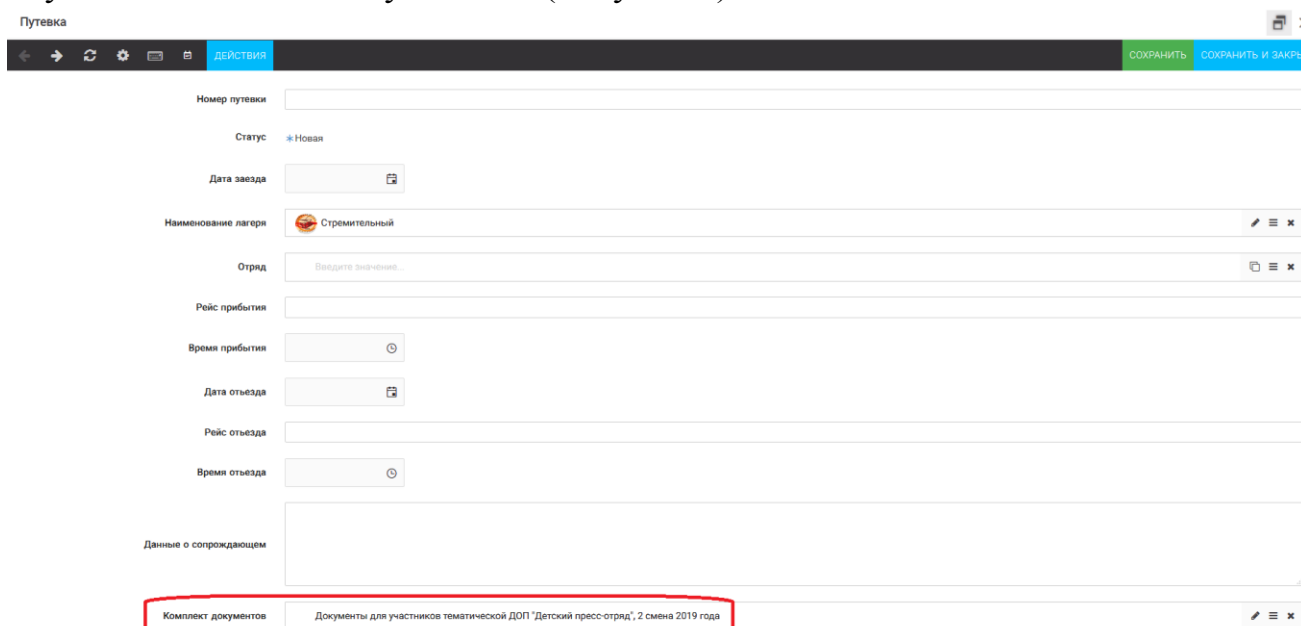 Путевка
ДЕЙСТВИЯ СОХРАНИТЬ СОХРАНИТЬ И ЗАКРЫ
Номер путевки
Статус Новая
Дата заезда
Наименование лагеря Стремительный
Отряд Введите значение...
Рейс прибытия
Время прибытия
Дата отъезда
Рейс отъезда
Время отъезда
Данные о сопрождающем
Комплект документов Документы для участников тематической ДОП "Детский пресс-отряд", 2 смена 2019 года